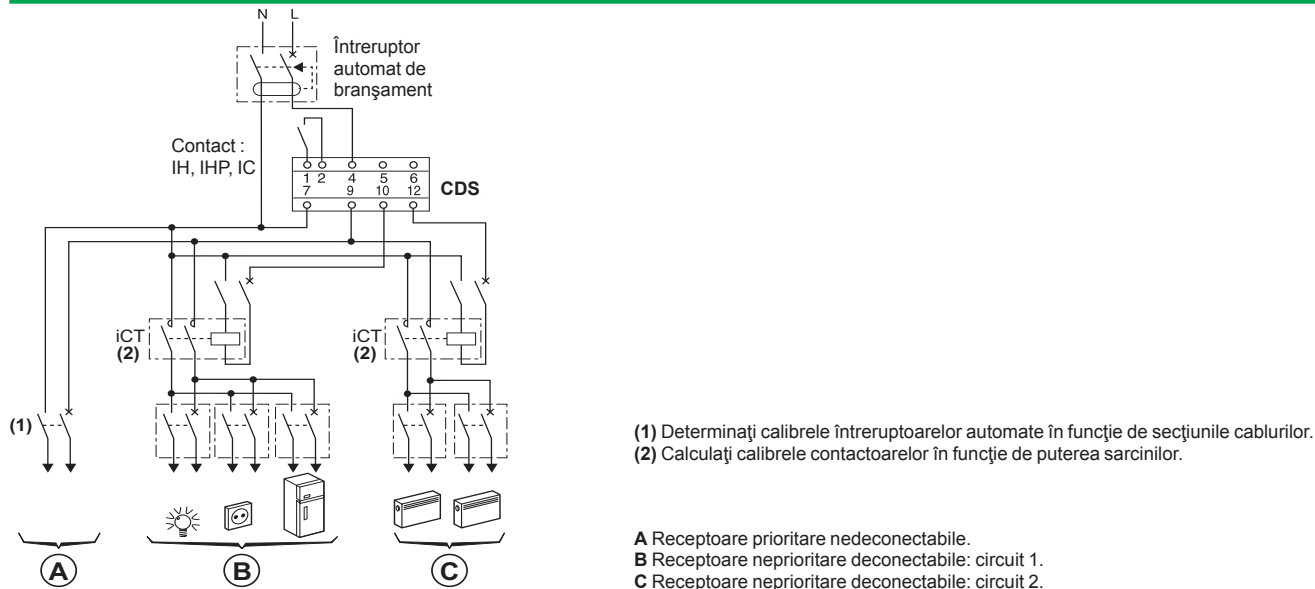 N L
Întreruptor
automat de
branşament
Contact :
IH, IHP, IC
1 2 4 5 6
7 9 10 12
CDS
iCT
(2)
iCT
(2)
(1)
(1) Determinaţi calibrele întreruptoarelor automate în funcţie de secţiunile cablurilor.
(2) Calculaţi calibrele contactoarelor în funcţie de puterea sarcinilor.
A Receptoare prioritare nedeconectabile.
B Receptoare neprioritare deconectabile: circuit 1.
C Receptoare neprioritare deconectabile: circuit 2.
A B C